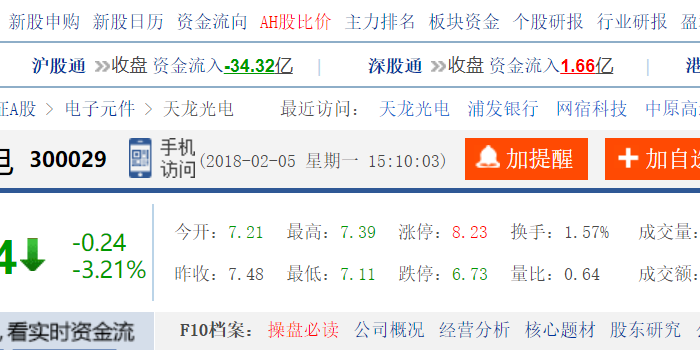 新股申购 新股日历 资金流向 AH股比价 主力排名 板块资金 个股研报 行业研报 盈
沪股通 »收盘 资金流入-34.32亿 | 深股通 »收盘 资金流入1.66亿 | 港
证A股 > 电子元件 > 天龙光电 最近访问： 天龙光电 浦发银行 网宿科技 中原高
电 300029 手机访问 (2018-02-05 星期一 15:10:03) 加提醒 加自选
4 -0.24
-3.21%
今开：7.21 最高：7.39 涨停：8.23 换手：1.57% 成交量：
昨收：7.48 最低：7.11 跌停：6.73 量比：0.64 成交额：
,看实时资金流 F10档案： 操盘必读 公司概况 经营分析 核心题材 股东研究 公